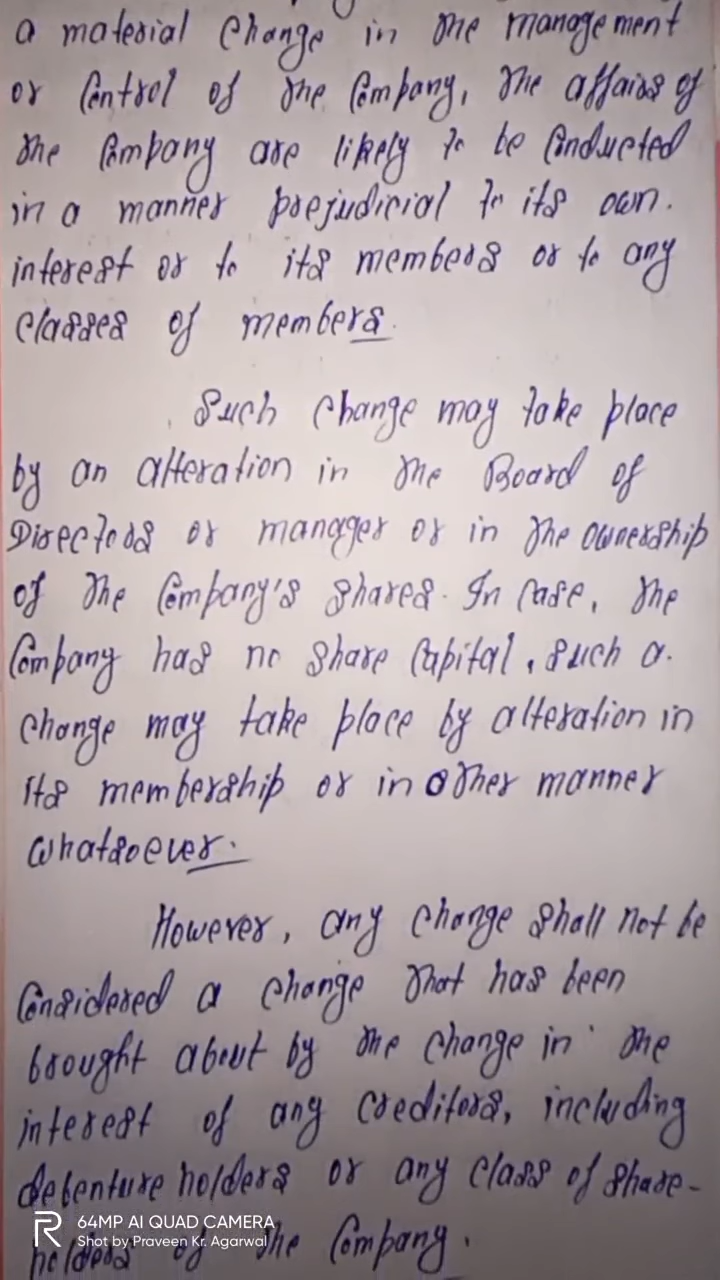 a material change in the management
or Control of the Company, the affairs of
the Company are likely to be Conducted
in a manner prejudicial to its own.
interest or to its members or to any
classes of members.
Such change may take place
by an alteration in the Board of
Directors or manager or in the ownership
of the Company's shares. In Case, the
Company has no share Capital, such a
change may take place by alteration in
its membership or in other manner
whatsoever.
However, any change shall not be
Considered a change that has been
brought about by the change in the
interest of any creditors, including
debenture holders or any class of share-
holders of the Company.
64MP AI QUAD CAMERA
Shot by Praveen Kr. Agarwal